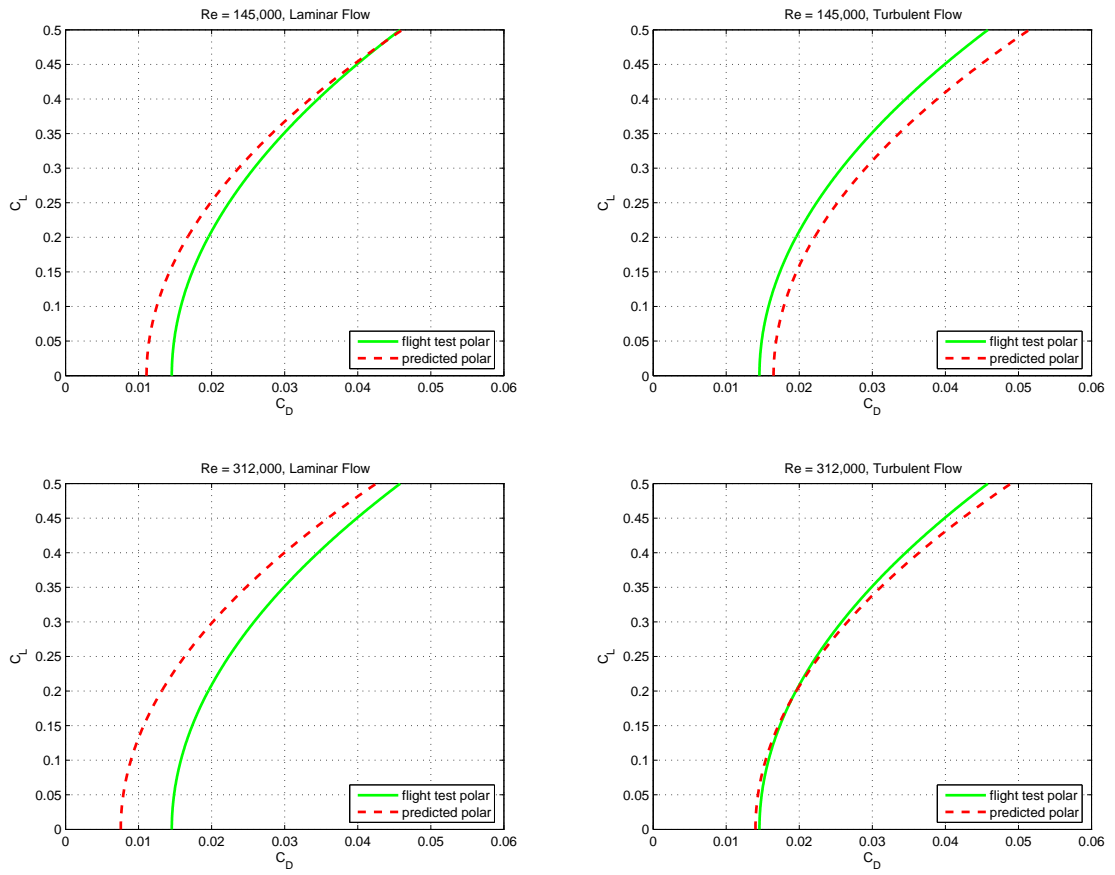 Re = 145,000, Laminar Flow
0.5
0.45
0.4
0.35
0.3
0.25
0.2
0.15
0.1
0.05
0
C_L
flight test polar
predicted polar
0 0.01 0.02 0.03 0.04 0.05 0.06
C_D
Re = 145,000, Turbulent Flow
0.5
0.45
0.4
0.35
0.3
0.25
0.2
0.15
0.1
0.05
0
C_L
flight test polar
predicted polar
0 0.01 0.02 0.03 0.04 0.05 0.06
C_D
Re = 312,000, Laminar Flow
0.5
0.45
0.4
0.35
0.3
0.25
0.2
0.15
0.1
0.05
0
C_L
flight test polar
predicted polar
0 0.01 0.02 0.03 0.04 0.05 0.06
C_D
Re = 312,000, Turbulent Flow
0.5
0.45
0.4
0.35
0.3
0.25
0.2
0.15
0.1
0.05
0
C_L
flight test polar
predicted polar
0 0.01 0.02 0.03 0.04 0.05 0.06
C_D